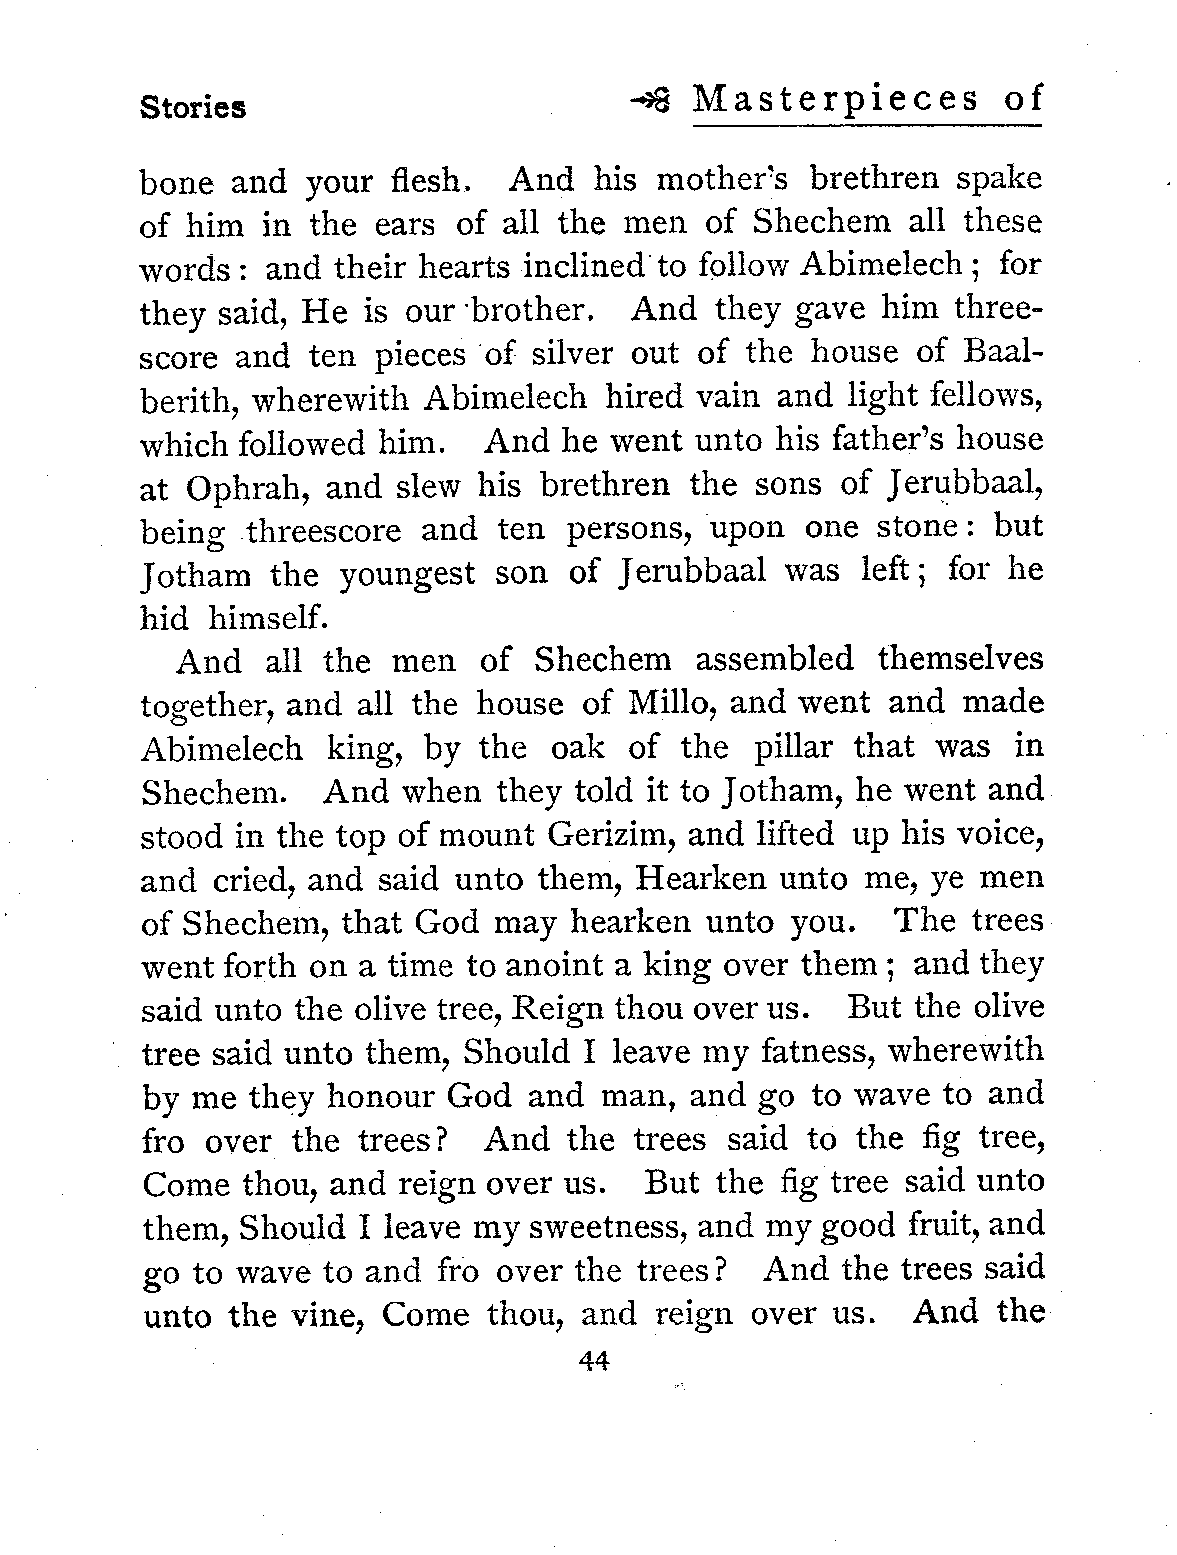 Stories Masterpieces of
bone and your flesh. And his mother's brethren spake
of him in the ears of all the men of Shechem all these
words : and their hearts inclined to follow Abimelech ; for
they said, He is our brother. And they gave him three-
score and ten pieces of silver out of the house of Baal-
berith, wherewith Abimelech hired vain and light fellows,
which followed him. And he went unto his father's house
at Ophrah, and slew his brethren the sons of Jerubbaal,
being threescore and ten persons, upon one stone : but
Jotham the youngest son of Jerubbaal was left ; for he
hid himself.
And all the men of Shechem assembled themselves
together, and all the house of Millo, and went and made
Abimelech king, by the oak of the pillar that was in
Shechem. And when they told it to Jotham, he went and
stood in the top of mount Gerizim, and lifted up his voice,
and cried, and said unto them, Hearken unto me, ye men
of Shechem, that God may hearken unto you. The trees
went forth on a time to anoint a king over them ; and they
said unto the olive tree, Reign thou over us. But the olive
tree said unto them, Should I leave my fatness, wherewith
by me they honour God and man, and go to wave to and
fro over the trees? And the trees said to the fig tree,
Come thou, and reign over us. But the fig tree said unto
them, Should I leave my sweetness, and my good fruit, and
go to wave to and fro over the trees? And the trees said
unto the vine, Come thou, and reign over us. And the
44